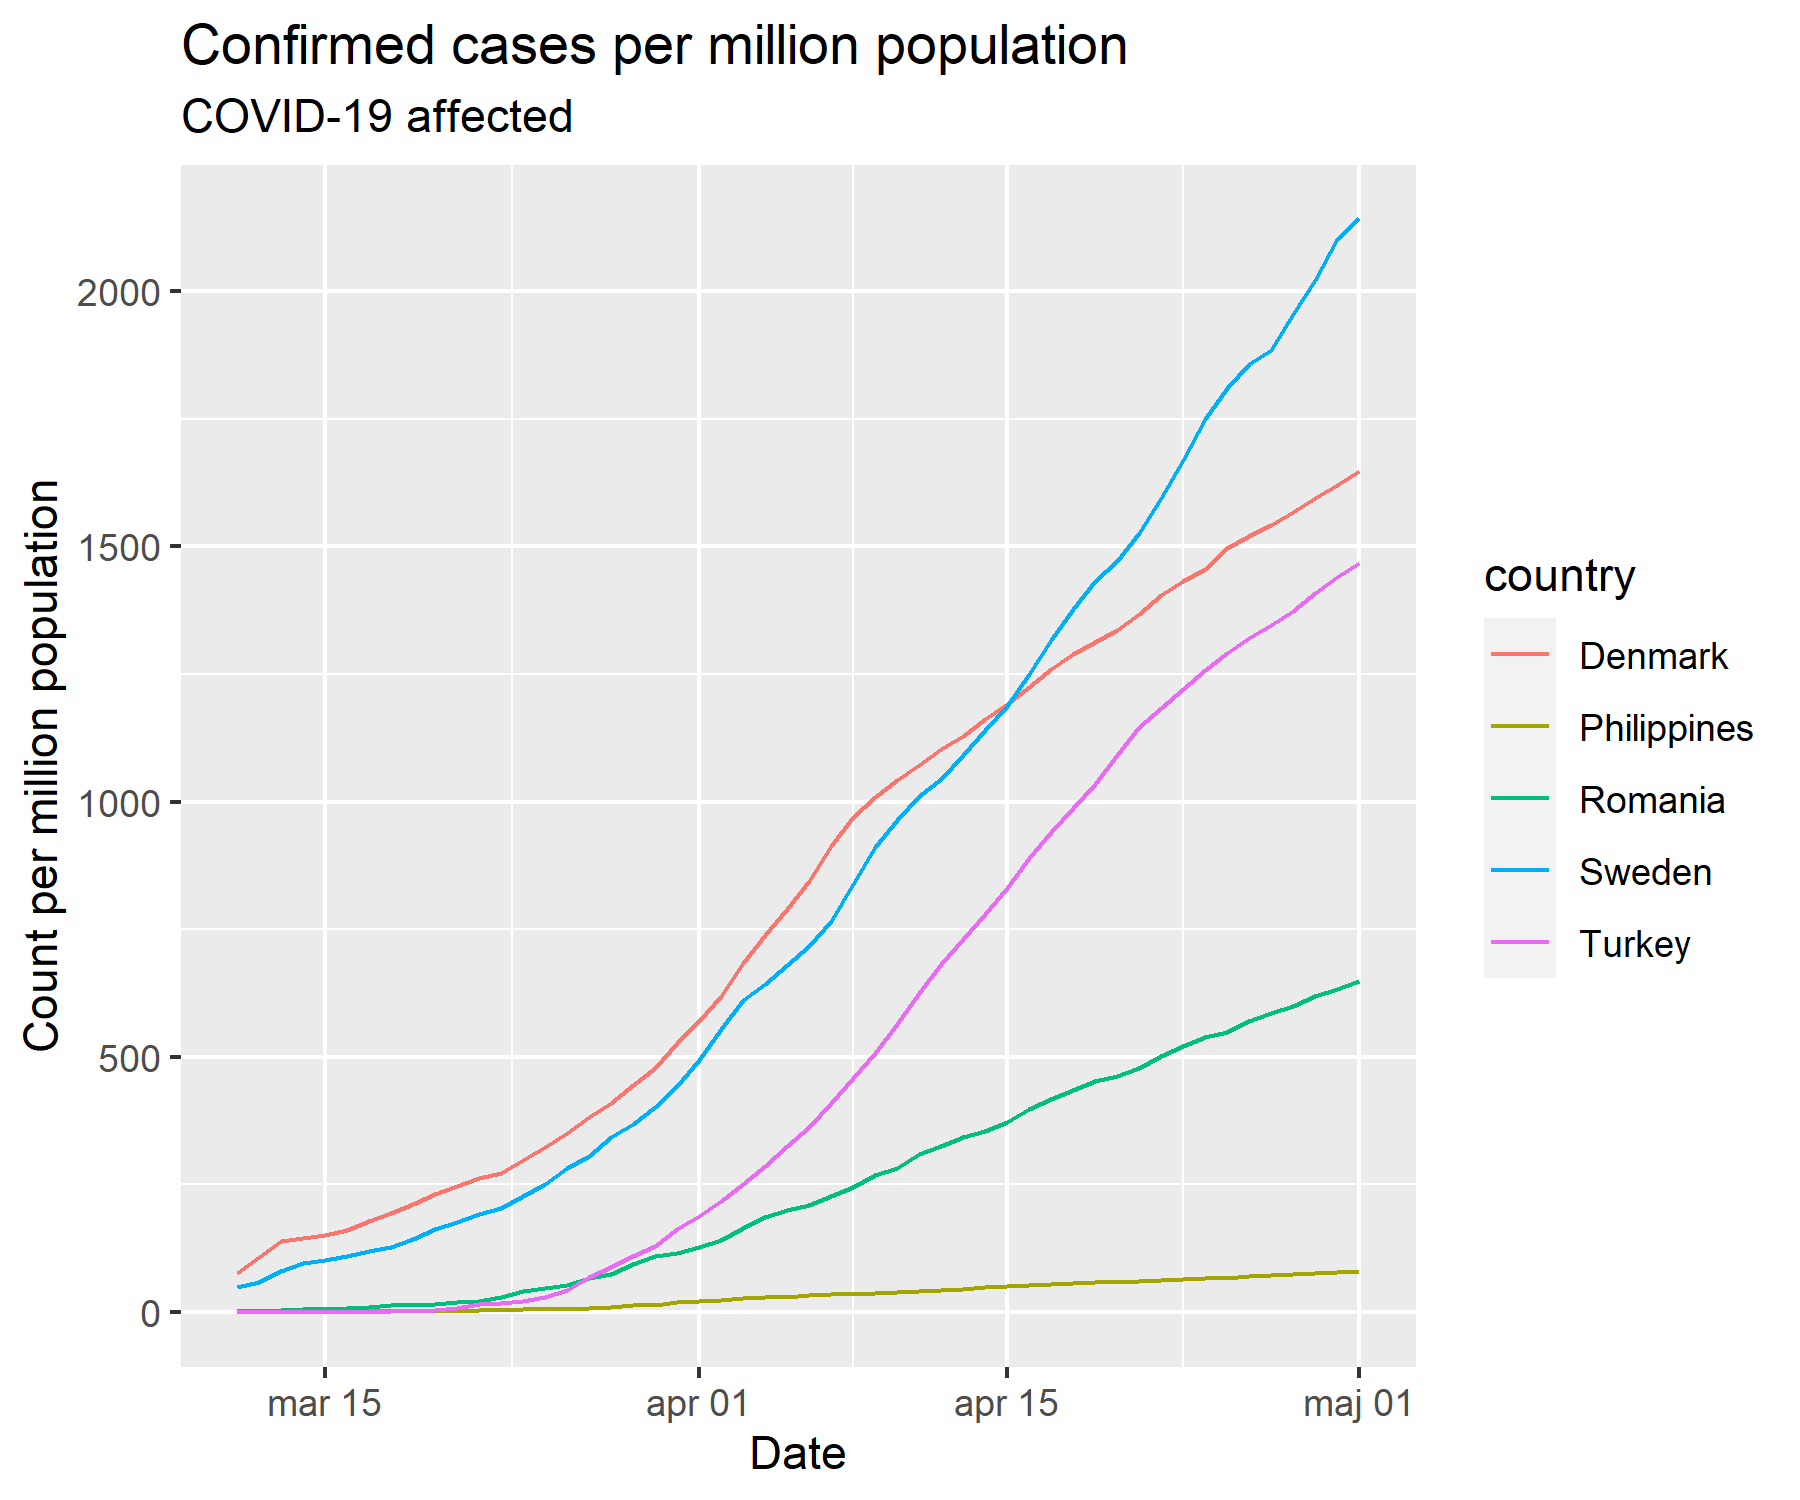 Confirmed cases per million population
COVID-19 affected
Count per million population
2000
1500
1000
500
0
mar 15
apr 01
apr 15
maj 01
Date
country
Denmark
Philippines
Romania
Sweden
Turkey